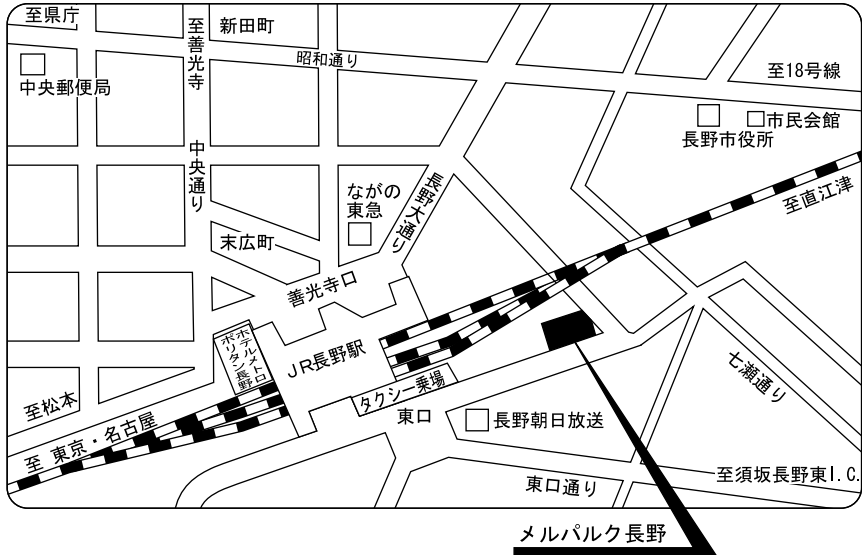 至県庁
至善光寺
新田町
昭和通り
中央郵便局
至18号線
市民会館
長野市役所
中央通り
ながの
東急
長野大通り
至直江津
末広町
善光寺口
ホテルメトロ
ポリタン長野
JR長野駅
タクシー乗場
七瀬通り
至松本
東口
長野朝日放送
至 東京・名古屋
至須坂長野東I.C.
東口通り
メルパルク長野